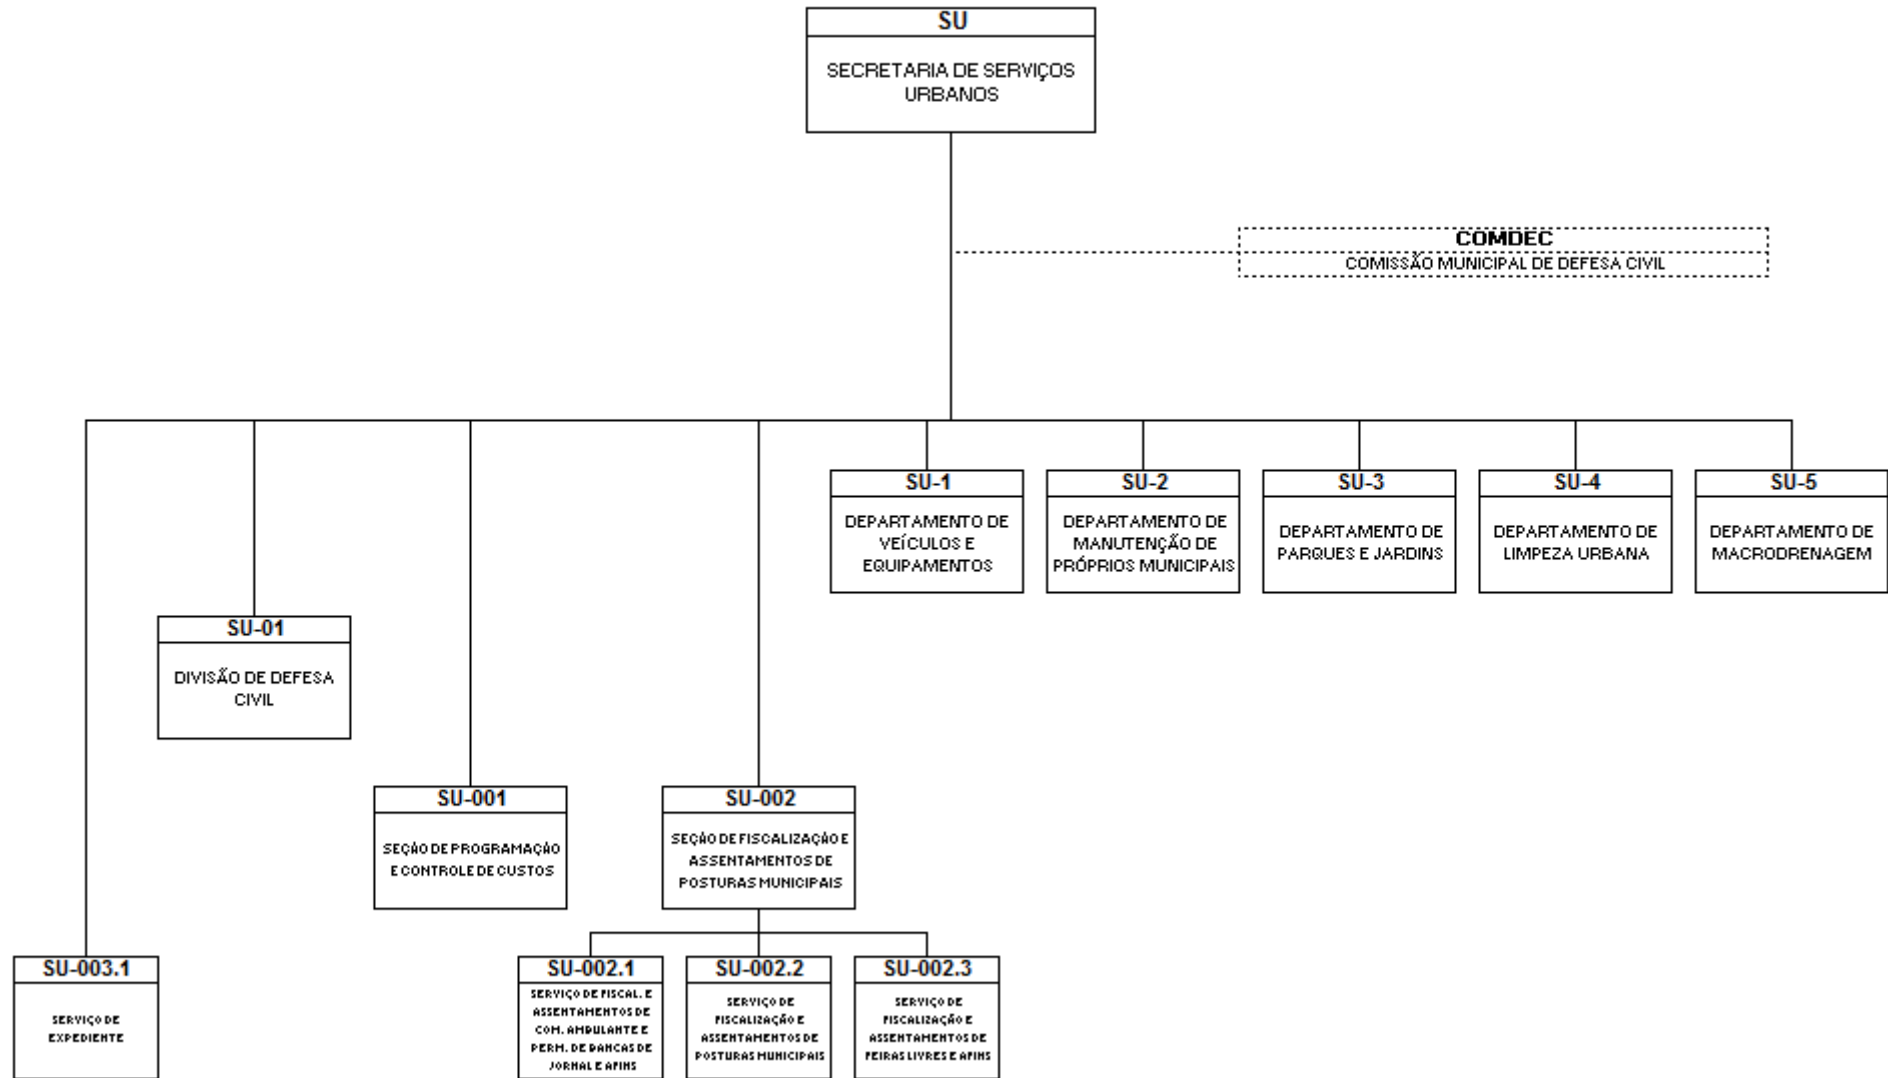 SU
SECRETARIA DE SERVIÇOS
URBANOS
COMDEC
COMISSÃO MUNICIPAL DE DEFESA CIVIL
SU-1
DEPARTAMENTO DE
VEÍCULOS E
EQUIPAMENTOS
SU-2
DEPARTAMENTO DE
MANUTENÇÃO DE
PRÓPRIOS MUNICIPAIS
SU-3
DEPARTAMENTO DE
PARQUES E JARDINS
SU-4
DEPARTAMENTO DE
LIMPEZA URBANA
SU-5
DEPARTAMENTO DE
MACRODRENAGEM
SU-01
DIVISÃO DE DEFESA
CIVIL
SU-001
SEÇÃO DE PROGRAMAÇÃO
E CONTROLE DE CUSTOS
SU-002
SEÇÃO DE FISCALIZAÇÃO E
ASSENTAMENTOS DE
POSTURAS MUNICIPAIS
SU-003.1
SERVIÇO DE
EXPEDIENTE
SU-002.1
SERVIÇO DE FISCAL. E
ASSENTAMENTOS DE
COM. AMBULANTE E
PERM. DE BANCAS DE
JORNAL E AFINS
SU-002.2
SERVIÇO DE
FISCALIZAÇÃO E
ASSENTAMENTOS DE
POSTURAS MUNICIPAIS
SU-002.3
SERVIÇO DE
FISCALIZAÇÃO E
ASSENTAMENTOS DE
FEIRAS LIVRES E AFINS